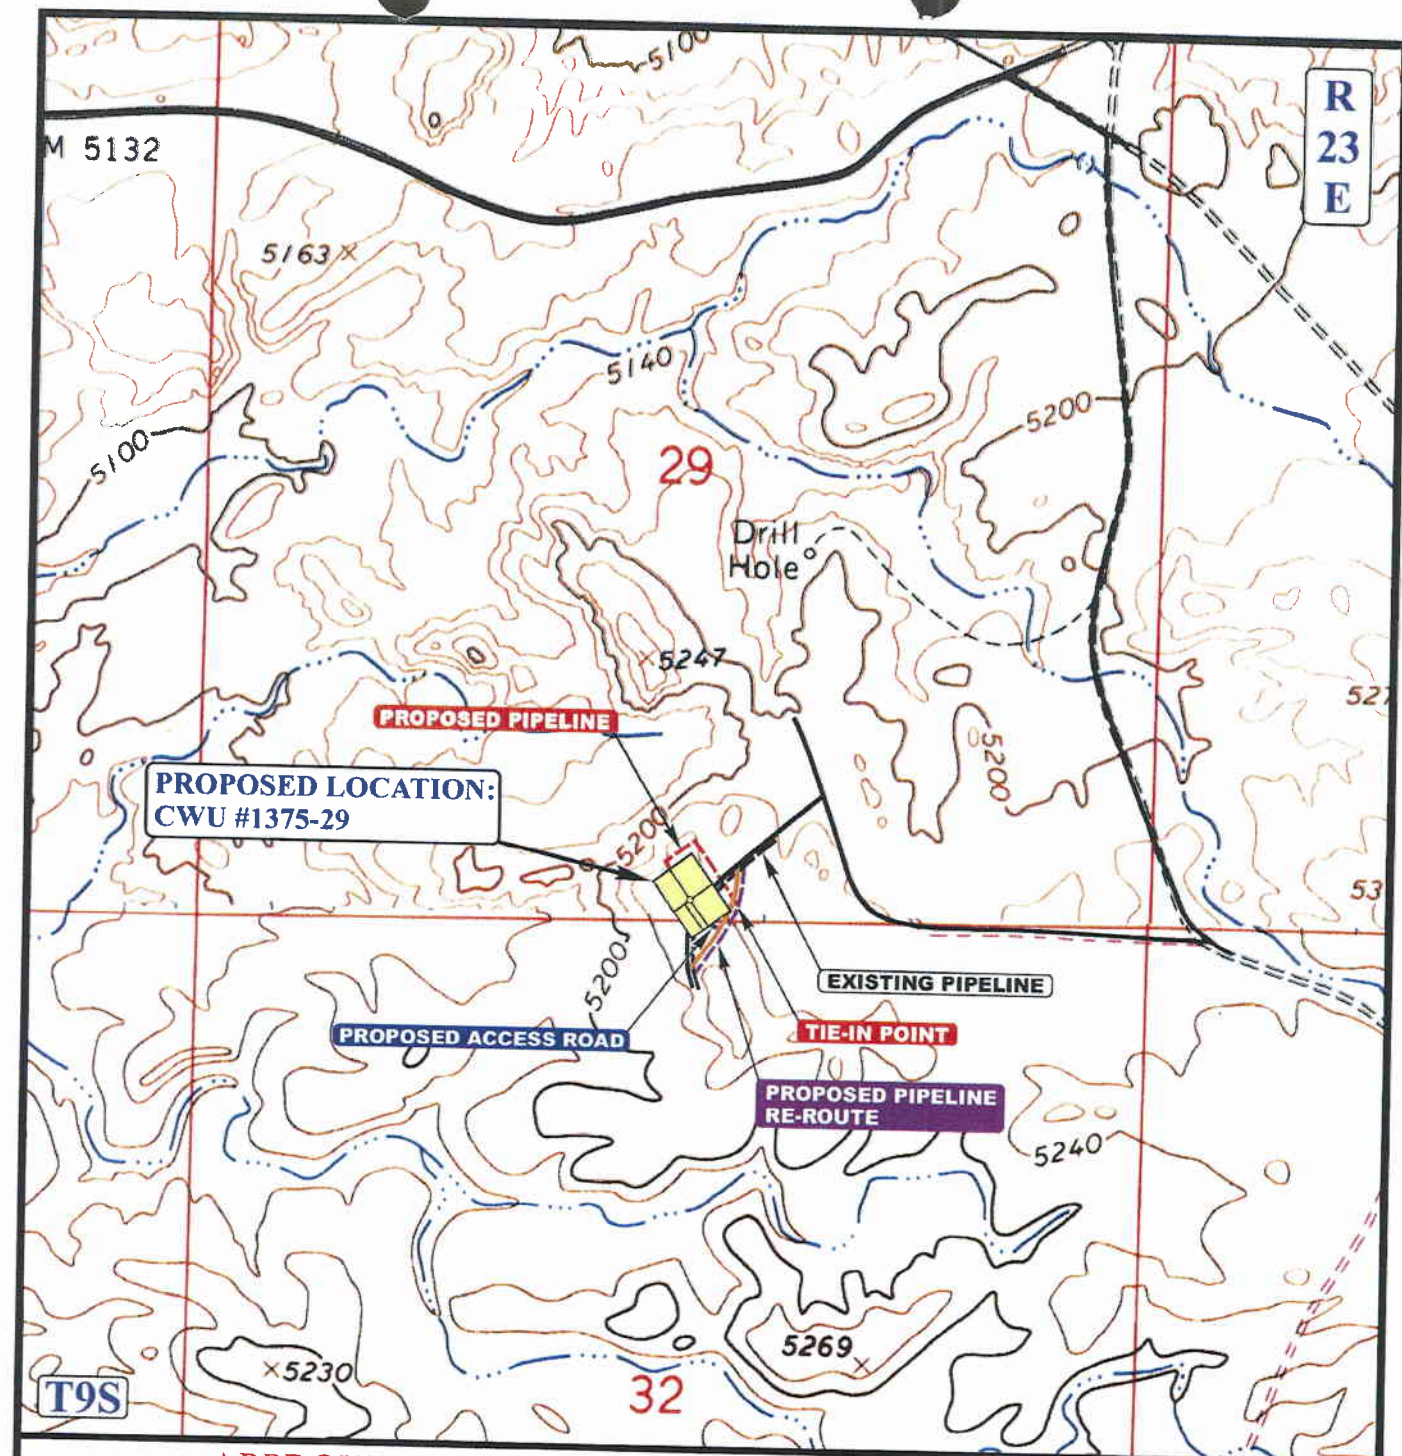 5100
R
23
E
M 5132
5163
5140
5200
5100
29
Drill
Hole
5247
527
PROPOSED PIPELINE
5200
PROPOSED LOCATION:
CWU #1375-29
5200
53
5200
EXISTING PIPELINE
PROPOSED ACCESS ROAD
TIE-IN POINT
PROPOSED PIPELINE
RE-ROUTE
5240
5269
5230
T9S
32